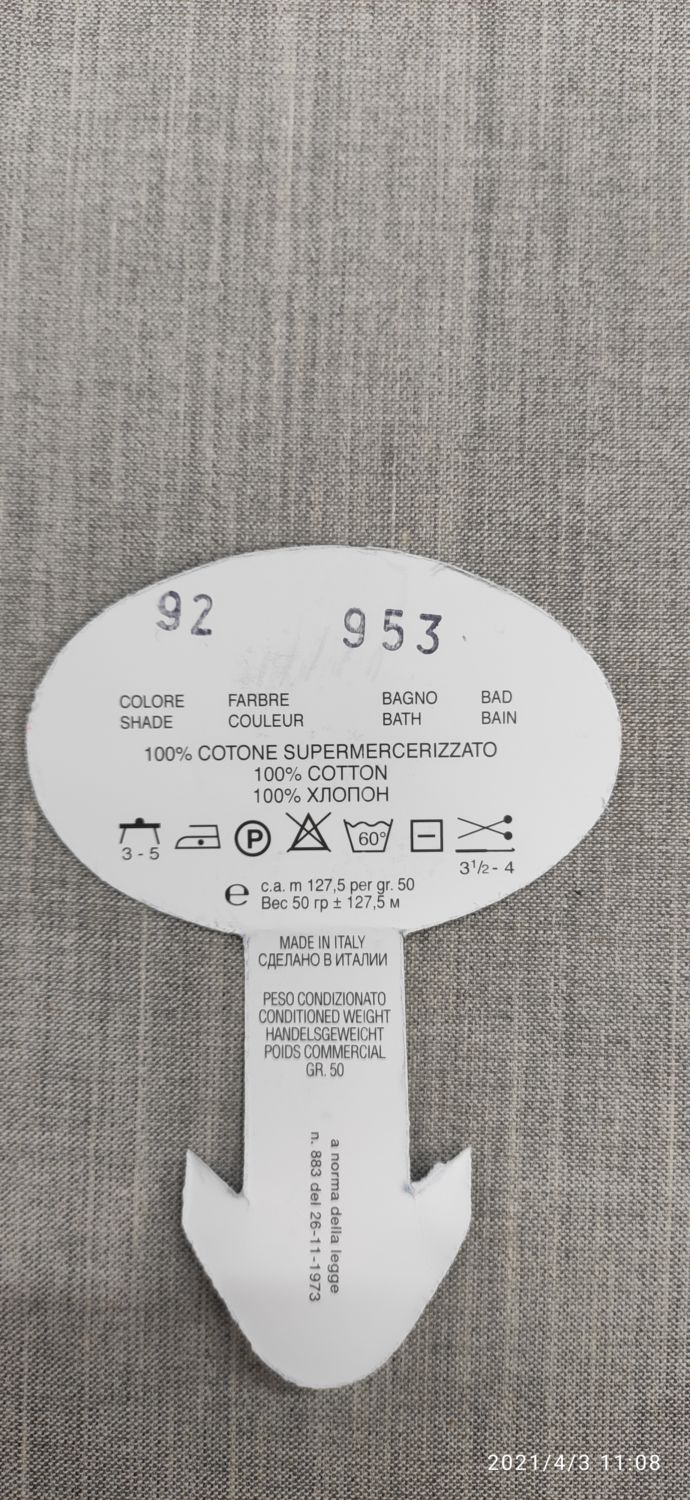 92 953
COLORE FARBRE BAGNO BAD
SHADE COULEUR BATH BAIN
100% COTONE SUPERMERCERIZZATO
100% COTTON
100% ХЛОПОН
P 60°
3 - 5 3½ - 4
e c.a. m 127,5 per gr. 50
Вес 50 гр ± 127,5 м
MADE IN ITALY
СДЕЛАНО В ИТАЛИИ
PESO CONDIZIONATO
CONDITIONED WEIGHT
HANDELSGEWEICHT
POIDS COMMERCIAL
GR. 50
a norma della legge
n. 883 del 26-11-1973
2021/4/3 11:08